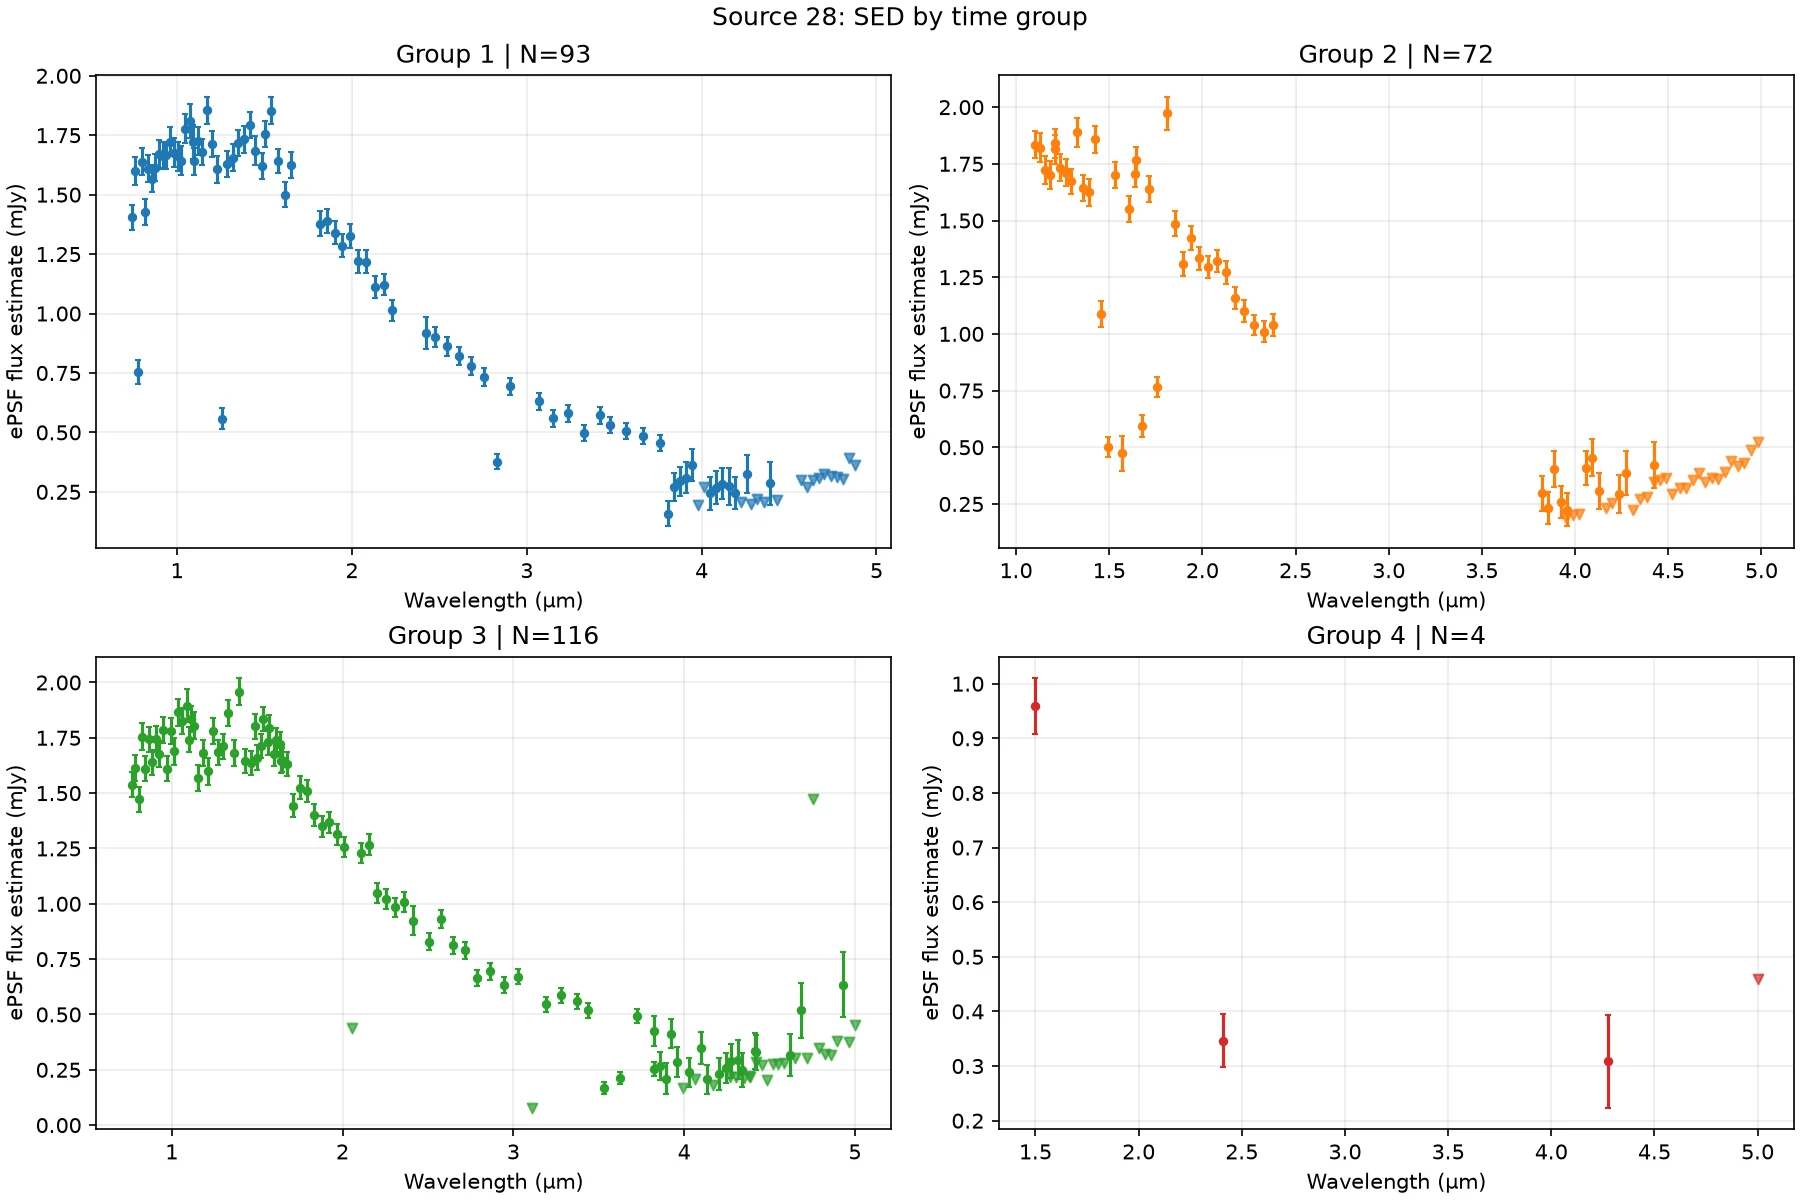 Source 28: SED by time group
Group 1 | N=93
2.00
1.75
1.50
1.25
1.00
0.75
0.50
0.25
ePSF flux estimate (mJy)
1 2 3 4 5
Wavelength (μm)
Group 2 | N=72
2.00
1.75
1.50
1.25
1.00
0.75
0.50
0.25
ePSF flux estimate (mJy)
1.0 1.5 2.0 2.5 3.0 3.5 4.0 4.5 5.0
Wavelength (μm)
Group 3 | N=116
2.00
1.75
1.50
1.25
1.00
0.75
0.50
0.25
0.00
ePSF flux estimate (mJy)
1 2 3 4 5
Wavelength (μm)
Group 4 | N=4
1.0
0.9
0.8
0.7
0.6
0.5
0.4
0.3
0.2
ePSF flux estimate (mJy)
1.5 2.0 2.5 3.0 3.5 4.0 4.5 5.0
Wavelength (μm)